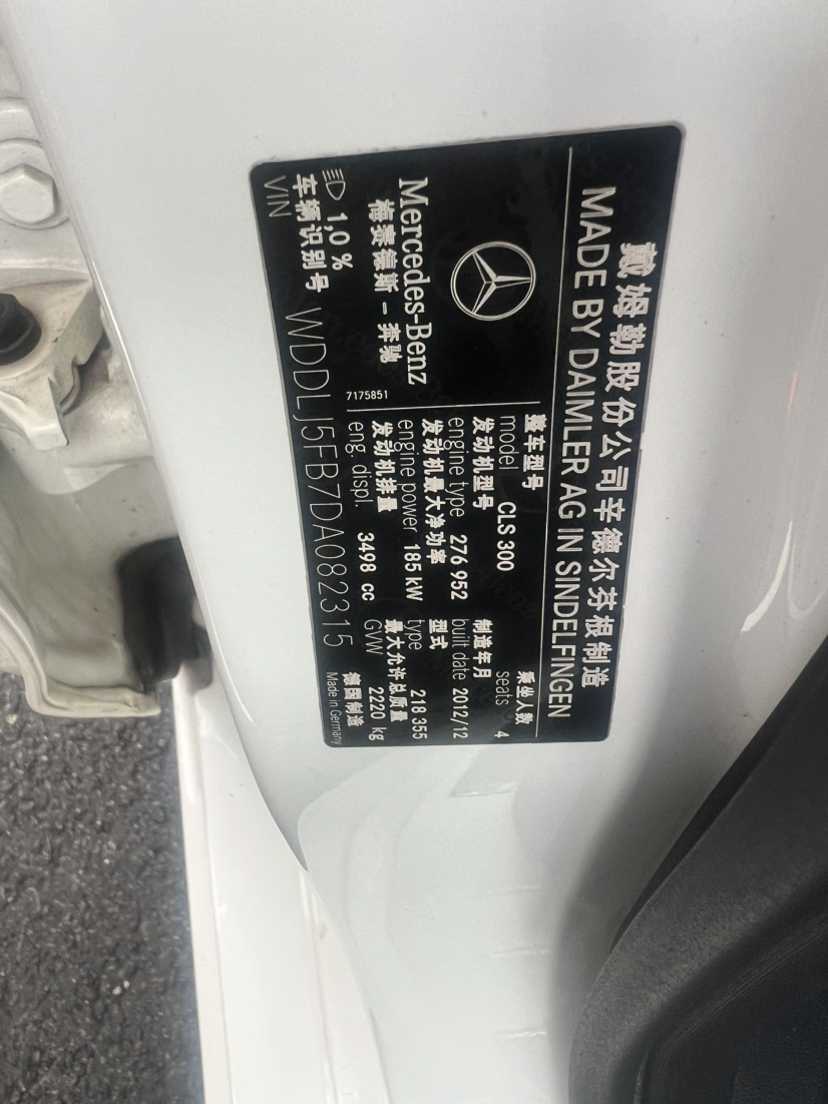 戴姆勒股份公司辛德尔芬根制造
MADE BY DAIMLER AG IN SINDELFINGEN
Mercedes-Benz
梅赛德斯 - 奔驰
1,0 %
7175851
整车型号
model CLS 300
乘坐人数
seats 4
发动机型号
engine type 276 952
制造年月
built date 2012/12
发动机最大净功率
engine power 185 kW
型式
type 218 355
发动机排量
eng. displ. 3498 cc
最大允许总质量
GVW 2220 kg
车辆识别号
VIN WDDLJ5FB7DA082315
德国制造
Made in Germany